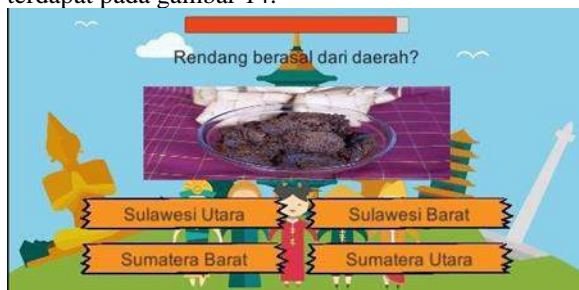 terdapat pada gambar 14.
Rendang berasal dari daerah?
Sulawesi Utara
Sulawesi Barat
Sumatera Barat
Sumatera Utara